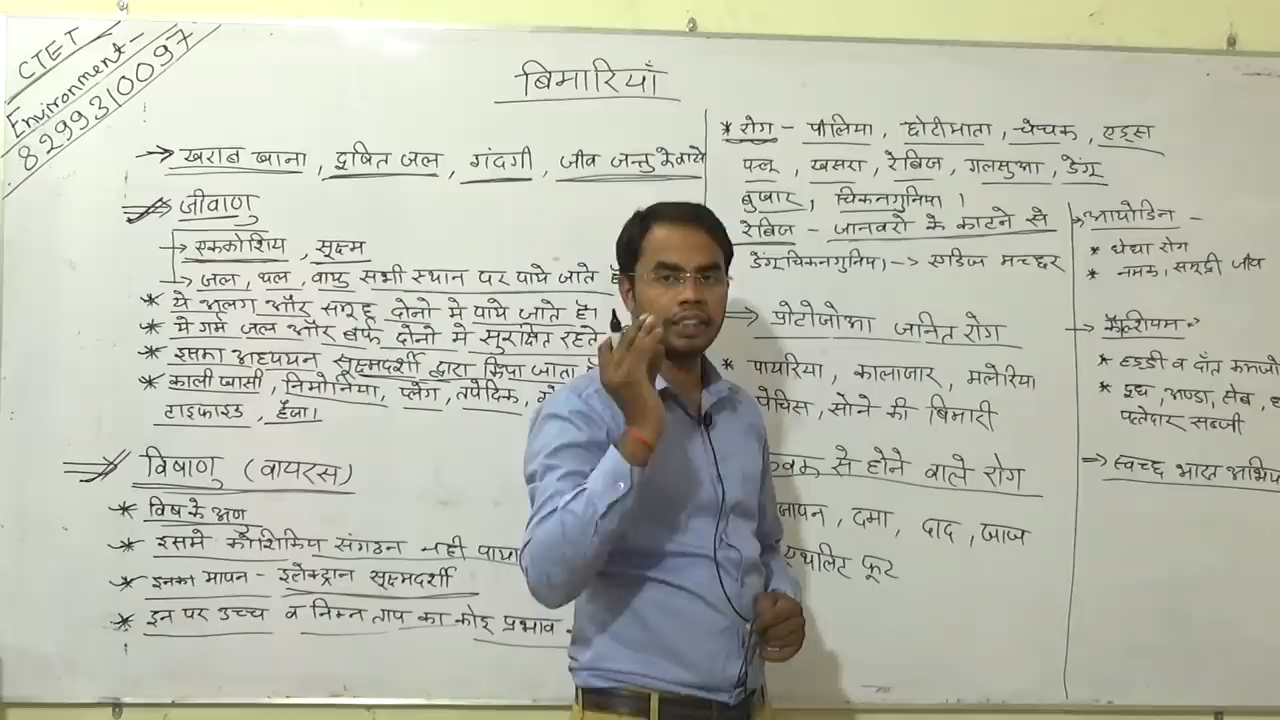 CTET
Environment-
8299310097
बिमारियाँ
→ खराब खाना, दूषित जल, गंदगी, जीव जन्तु के
⇒ जीवाणु
→ एककोशिय, सूक्ष्म
→ जल, थल, वायु सभी स्थान पर पाये जाते
* ये अलग और समूह दोनो मे पाये जाते है।
* ये गर्म जल और बर्फ दोनो मे सुरक्षित रहते
* इसका अध्ययन सूक्ष्मदर्शी द्वारा किया जाता
* काली खासी, निमोनिया, प्लेग, तपेदिक,
टाइफाइड, हैजा।
⇒ विषाणु (वायरस)
* विष के अणु
* इसमे कोशिकिय संगठन नही पाया
* इनका मापन - इलेक्ट्रान सूक्ष्मदर्शी
* इन पर उच्च व निम्न ताप का कोइ प्रभाव
* रोग - पीलिया, छोटीमाता, चेचक, एड्स
फ्लू, खसरा, रेबिज, गलसुआ, डेंगू
बुखार, चिकनगुनिया।
रेबिज - जानवरो के काटने से
डेंगू चिकनगुनिया) → एडिज मच्छर
⇒ प्रोटोजोआ जनित रोग
* पायरिया, कालाजार, मलेरिया
पेचिस, सोने की बिमारी
से होने वाले रोग
दमा, दाद, खाज
एथलिट फूट
→ आयोडिन -
* घेघा रोग
* नमक, समुद्री जीव
→ कैल्शियम
* हड्डी व दाँत कमजो
* दूध, अण्डा, सेब,
पत्तेदार सब्जी
⇒ स्वच्छ भारत अभिय